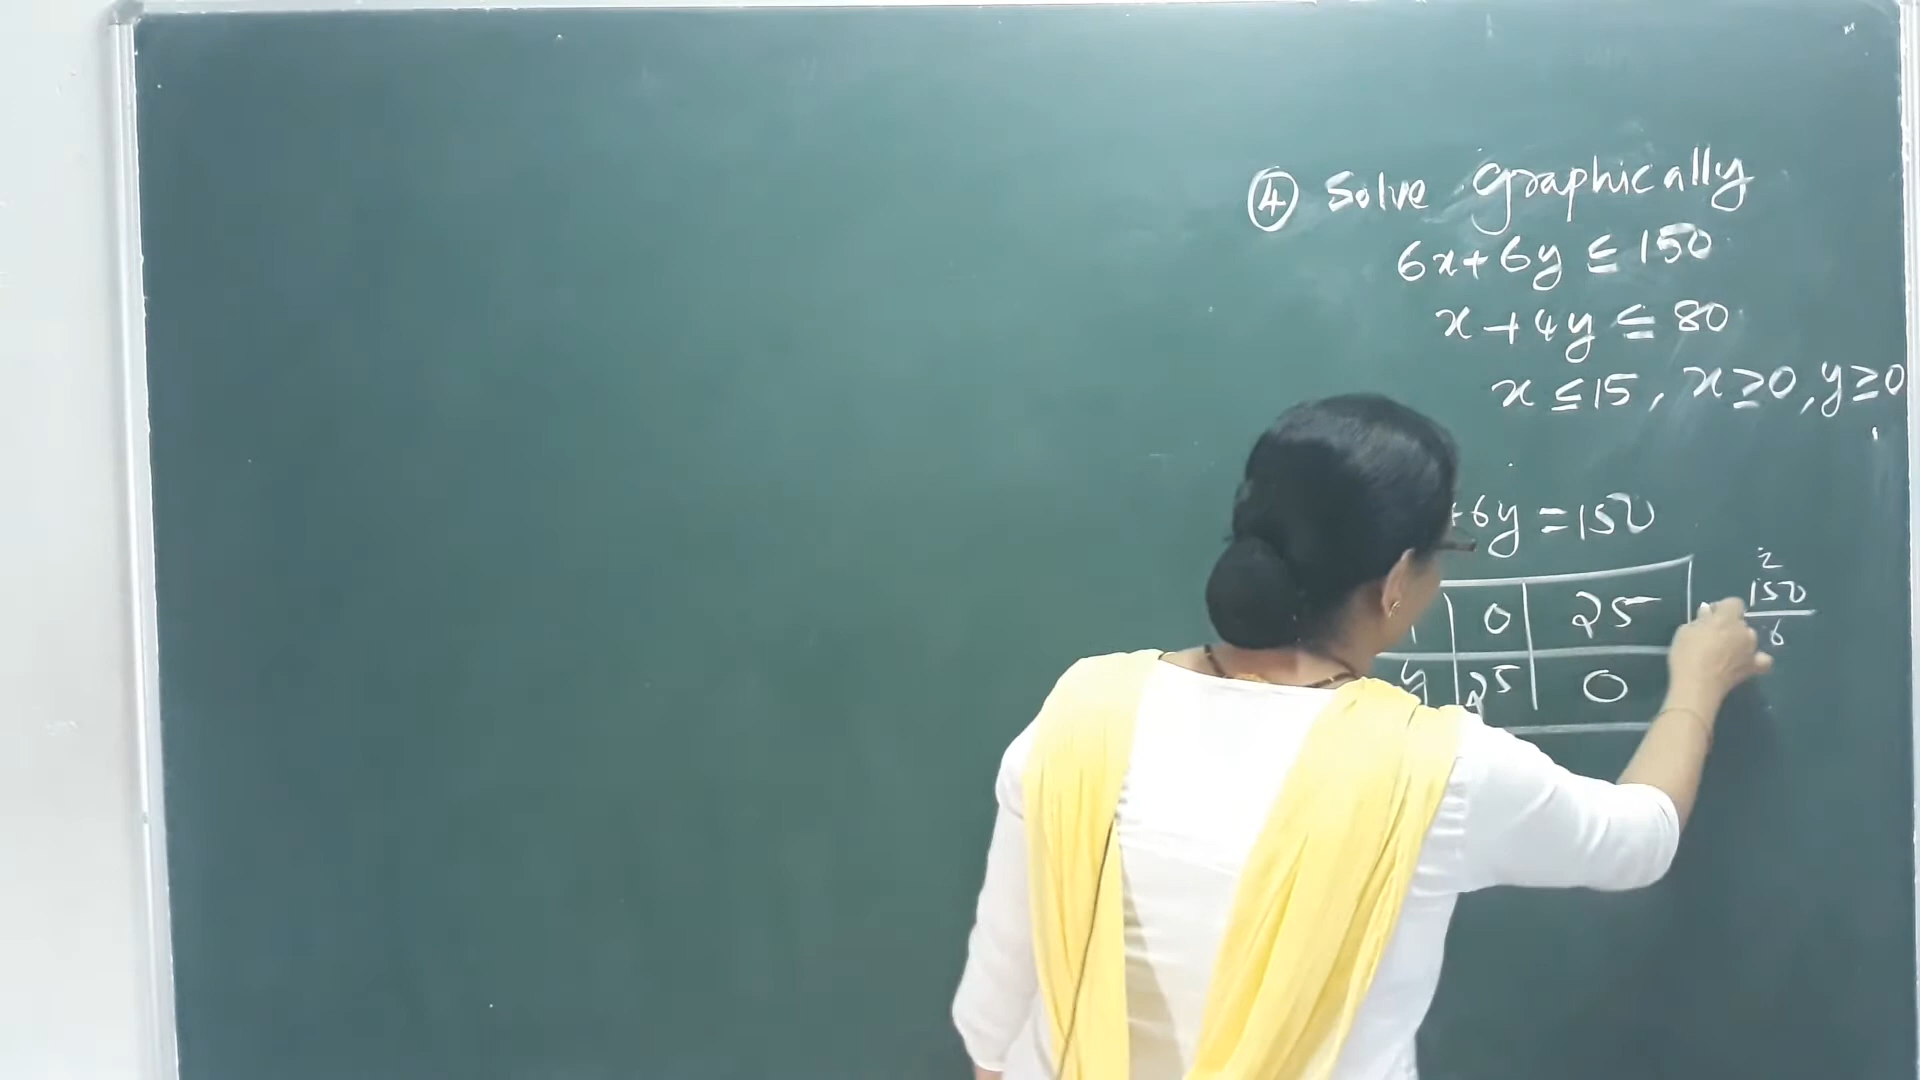 ④ Solve Graphically
6x+6y ≤ 150
x+4y ≤ 80
x ≤ 15, x ≥ 0, y ≥ 0
+6y = 150
0 25
y 25 0
2
150
6